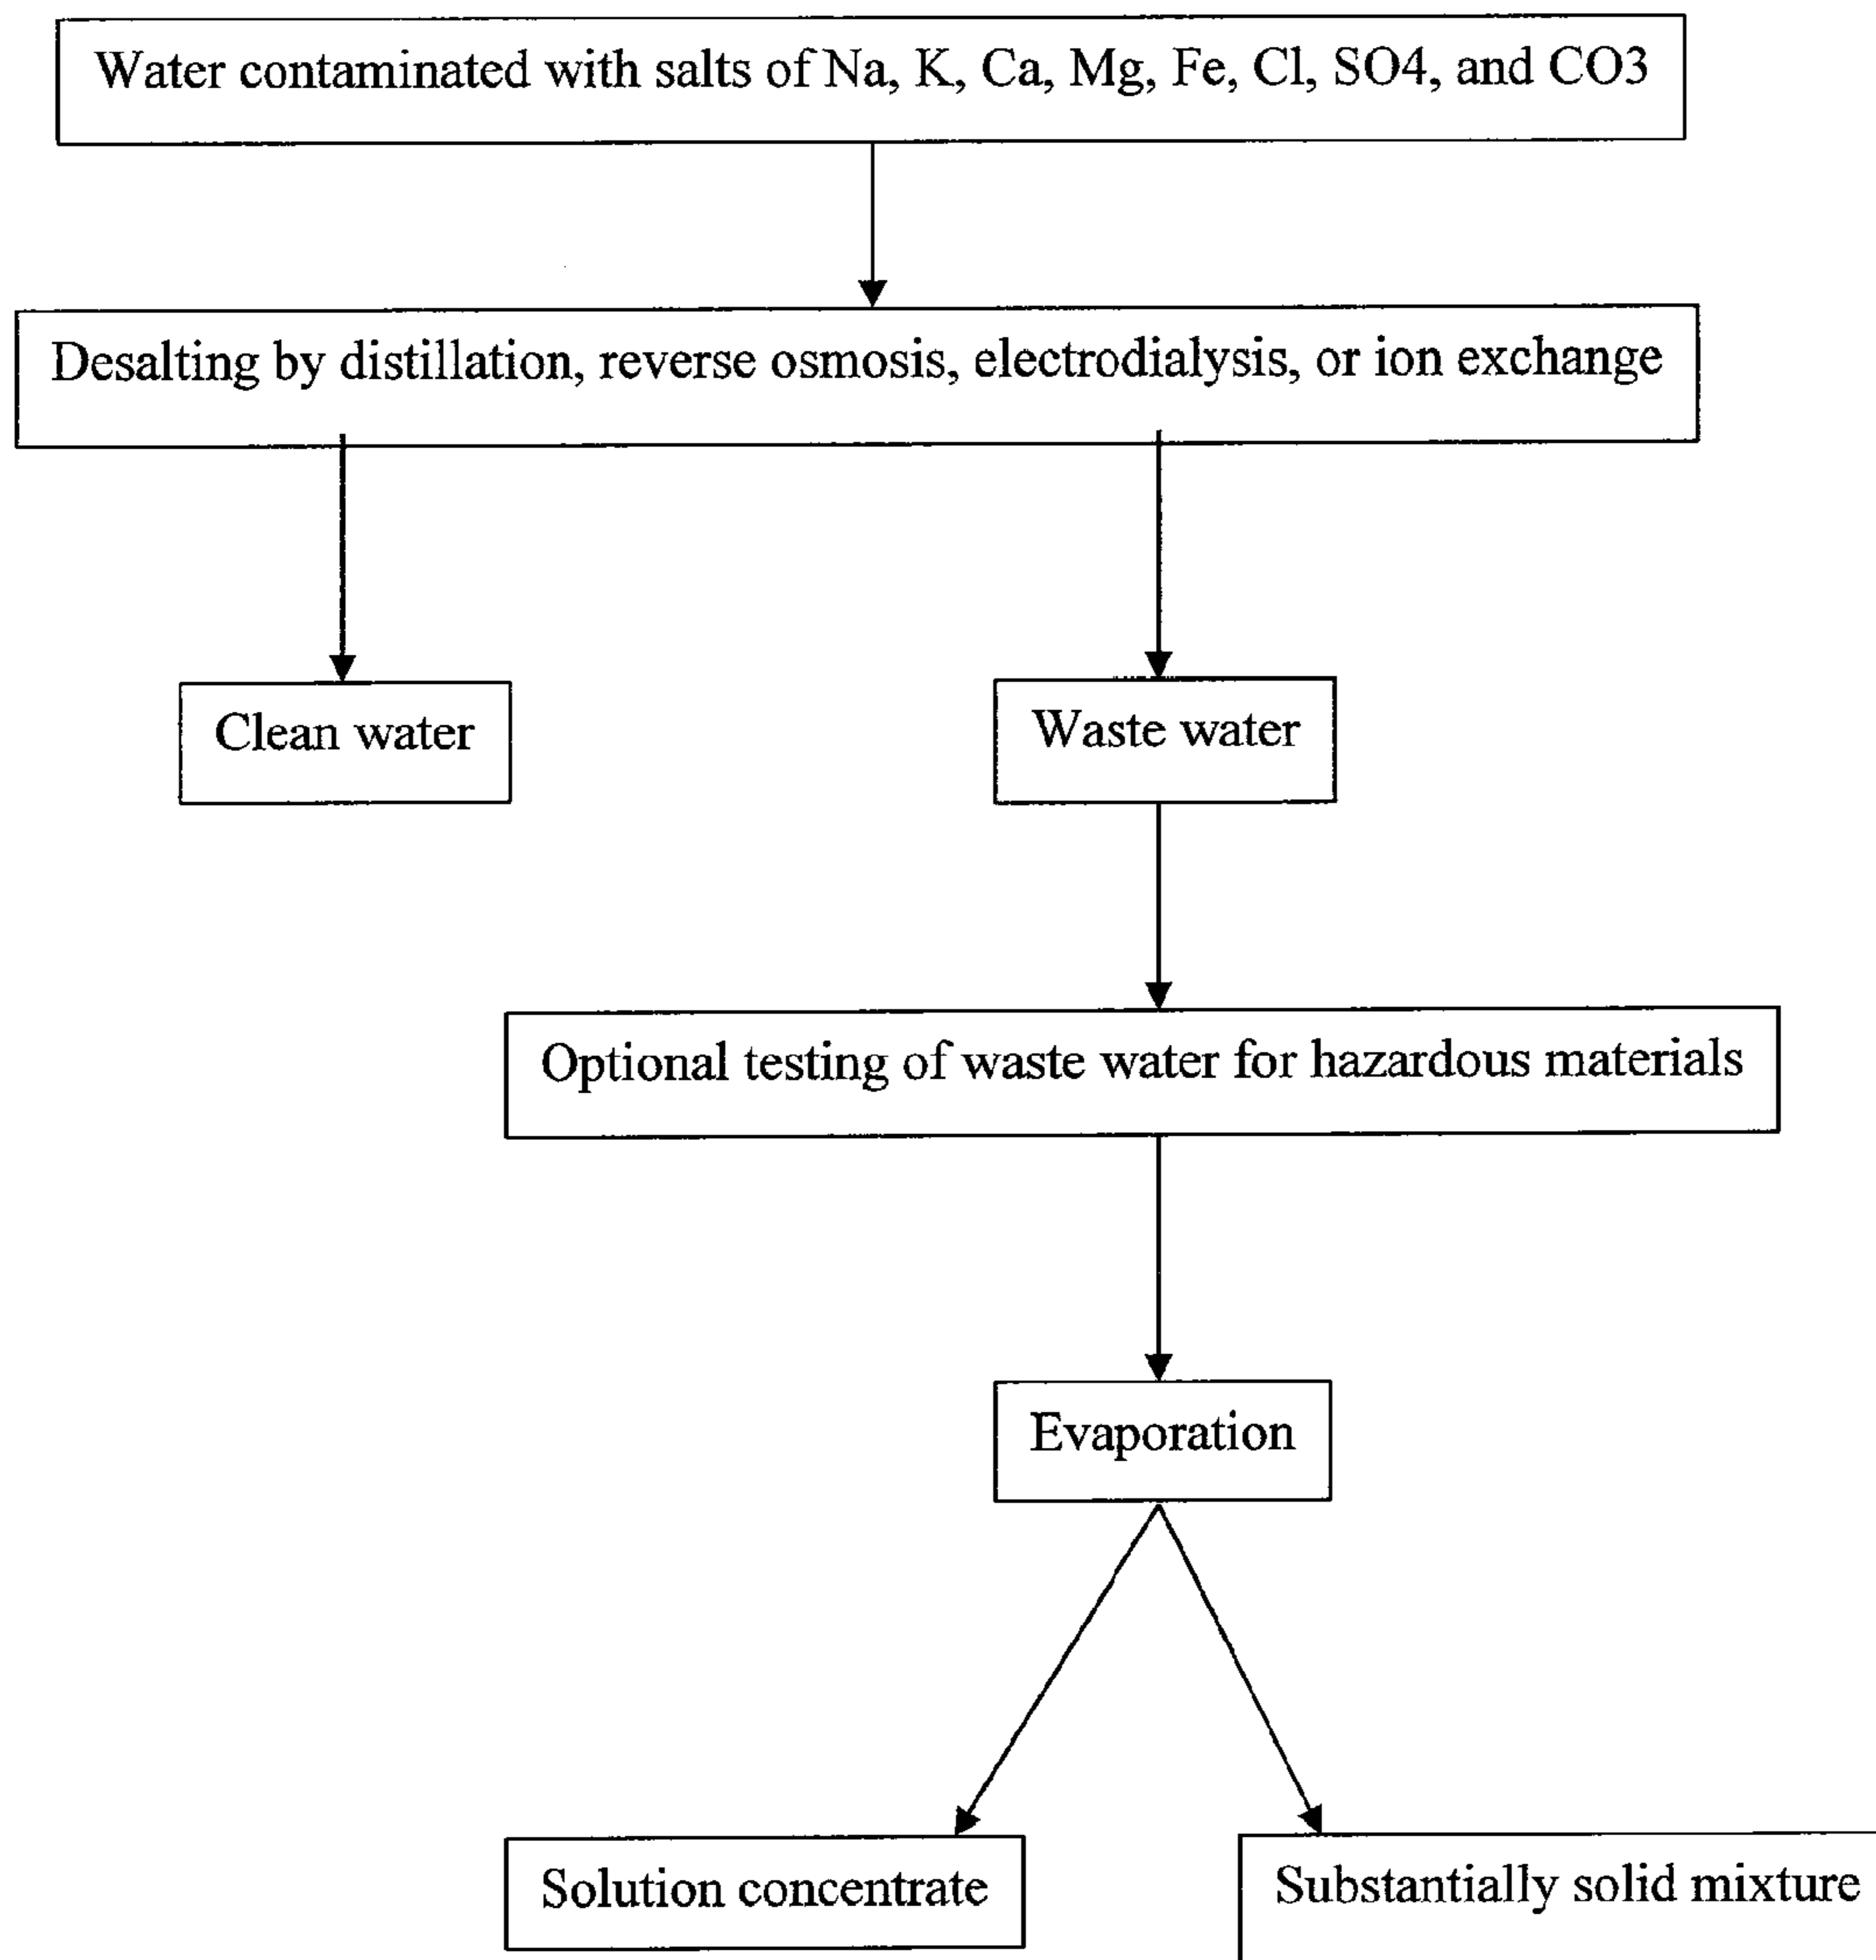 Water contaminated with salts of Na, K, Ca, Mg, Fe, Cl, SO4, and CO3
Desalting by distillation, reverse osmosis, electrodialysis, or ion exchange
Clean water
Waste water
Optional testing of waste water for hazardous materials
Evaporation
Solution concentrate
Substantially solid mixture